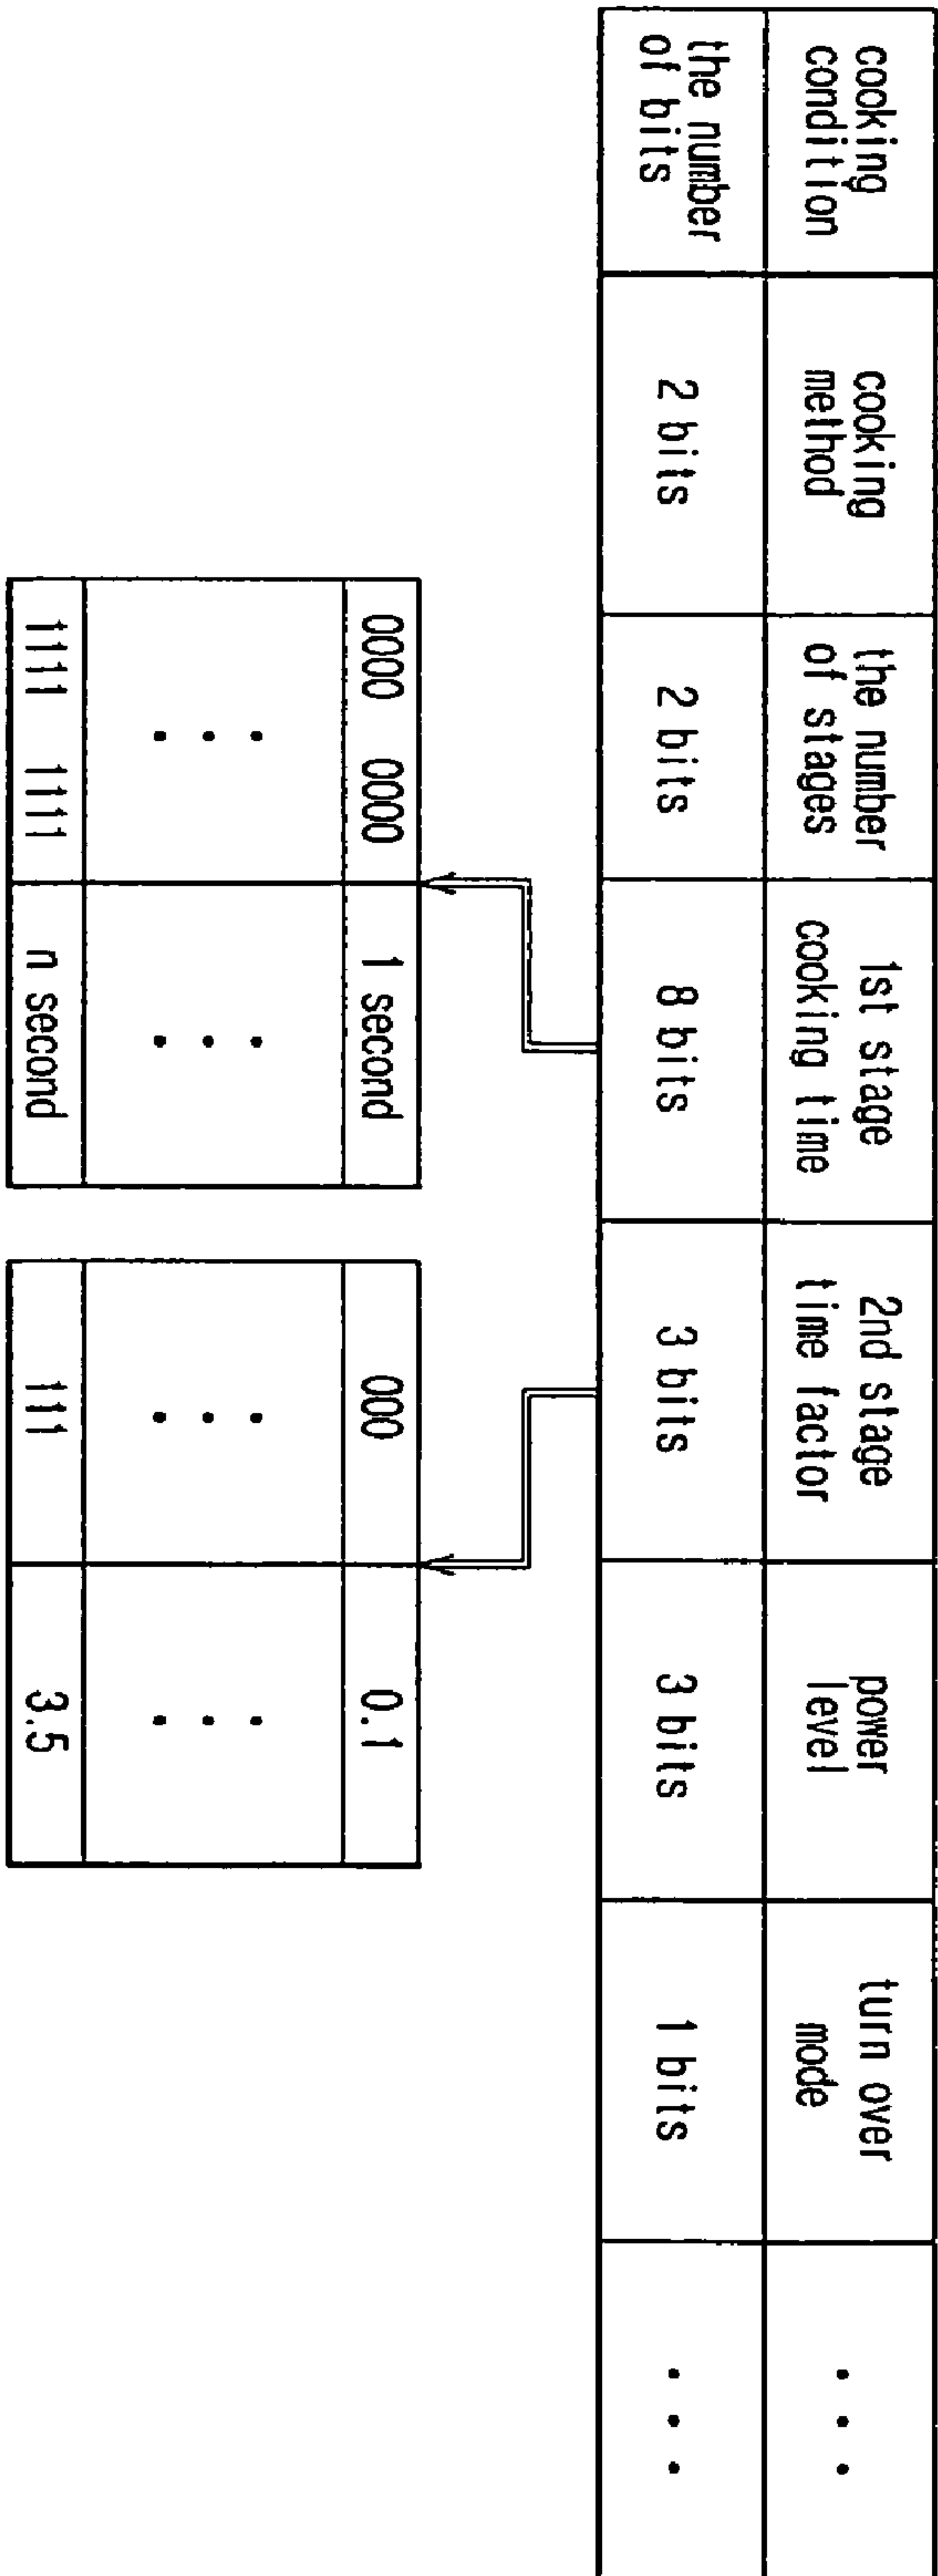 cooking
condition
cooking
method
the number
of stages
1st stage
cooking time
2nd stage
time factor
power
level
turn over
mode
. . .
the number
of bits
2 bits
2 bits
8 bits
3 bits
3 bits
1 bits
. . .
0000 0000
1 second
. . .
. . .
1111 1111
n second
000
0.1
. . .
. . .
111
3.5